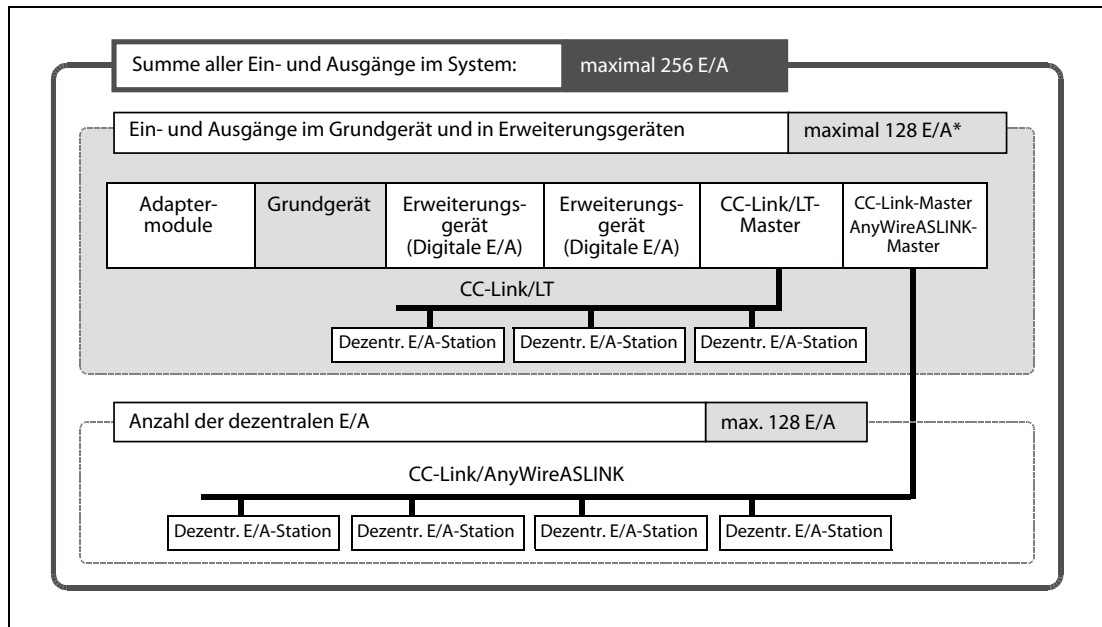 Summe aller Ein- und Ausgänge im System: maximal 256 E/A
Ein- und Ausgänge im Grundgerät und in Erweiterungsgeräten maximal 128 E/A*
Adapter-
module
Grundgerät
Erweiterungs-
gerät
(Digitale E/A)
Erweiterungs-
gerät
(Digitale E/A)
CC-Link/LT-
Master
CC-Link-Master
AnyWireASLINK-
Master
CC-Link/LT
Dezentr. E/A-Station Dezentr. E/A-Station Dezentr. E/A-Station
Anzahl der dezentralen E/A max. 128 E/A
CC-Link/AnyWireASLINK
Dezentr. E/A-Station Dezentr. E/A-Station Dezentr. E/A-Station Dezentr. E/A-Station